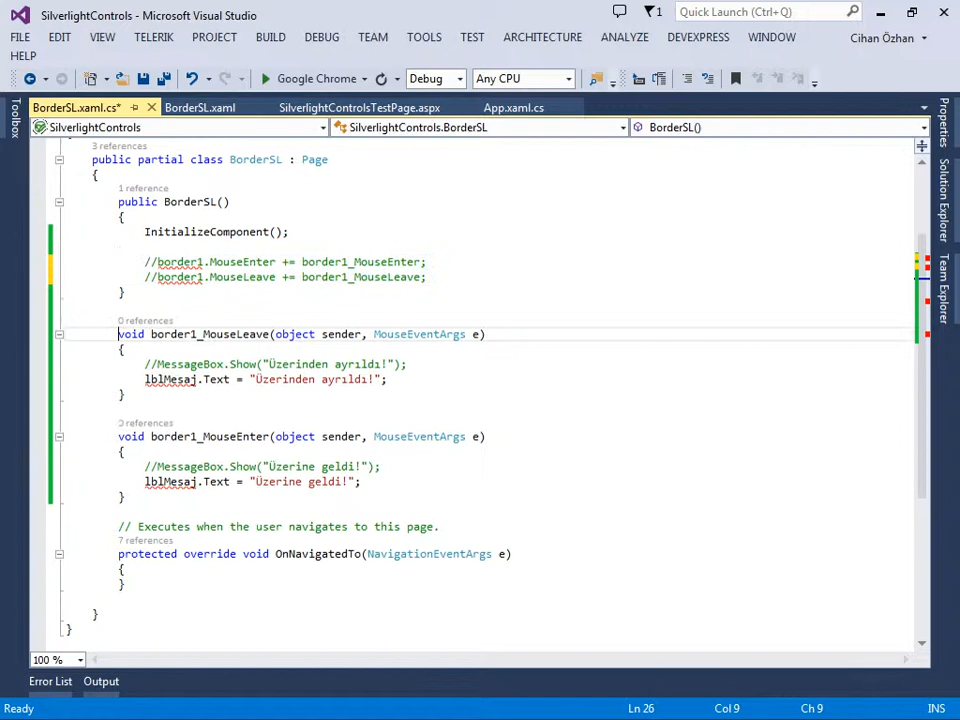 SilverlightControls - Microsoft Visual Studio
1
Quick Launch (Ctrl+Q)
FILE EDIT VIEW TELERIK PROJECT BUILD DEBUG TEAM TOOLS TEST ARCHITECTURE ANALYZE DEVEXPRESS WINDOW Cihan Özhan
HELP
Google Chrome Debug Any CPU
BorderSL.xaml.cs* BorderSL.xaml SilverlightControlsTestPage.aspx App.xaml.cs
SilverlightControls SilverlightControls.BorderSL BorderSL()
Toolbox
Properties
Solution Explorer
Team Explorer
3 references
public partial class BorderSL : Page
{
1 reference
public BorderSL()
{
InitializeComponent();
//border1.MouseEnter += border1_MouseEnter;
//border1.MouseLeave += border1_MouseLeave;
}
0 references
void border1_MouseLeave(object sender, MouseEventArgs e)
{
//MessageBox.Show("Üzerinden ayrıldı!");
lblMesaj.Text = "Üzerinden ayrıldı!";
}
0 references
void border1_MouseEnter(object sender, MouseEventArgs e)
{
//MessageBox.Show("Üzerine geldi!");
lblMesaj.Text = "Üzerine geldi!";
}
// Executes when the user navigates to this page.
7 references
protected override void OnNavigatedTo(NavigationEventArgs e)
{
}
}
}
100 %
Error List Output
Ready Ln 26 Col 9 Ch 9 INS